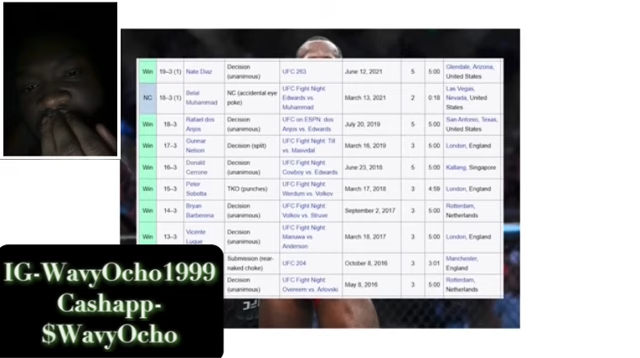 Win 19–3 (1) Nate Diaz Decision (unanimous) UFC 263 June 12, 2021 5 5:00 Glendale, Arizona, United States
NC 18–3 (1) Belal Muhammad NC (accidental eye poke) UFC Fight Night: Edwards vs. Muhammad March 13, 2021 2 0:18 Las Vegas, Nevada, United States
Win 18–3 Rafael dos Anjos Decision (unanimous) UFC on ESPN: dos Anjos vs. Edwards July 20, 2019 5 5:00 San Antonio, Texas, United States
Win 17–3 Gunnar Nelson Decision (split) UFC Fight Night: Till vs. Masvidal March 16, 2019 3 5:00 London, England
Win 16–3 Donald Cerrone Decision (unanimous) UFC Fight Night: Cowboy vs. Edwards June 23, 2018 5 5:00 Kallang, Singapore
Win 15–3 Peter Sobotta TKO (punches) UFC Fight Night: Werdum vs. Volkov March 17, 2018 3 4:59 London, England
Win 14–3 Bryan Barberena Decision (unanimous) UFC Fight Night: Volkov vs. Struve September 2, 2017 3 5:00 Rotterdam, Netherlands
Win 13–3 Vicente Luque Decision (unanimous) UFC Fight Night: Manuwa vs. Anderson March 18, 2017 3 5:00 London, England
Submission (rear-naked choke) UFC 204 October 8, 2016 3 3:01 Manchester, England
Decision (unanimous) UFC Fight Night: Overeem vs. Arlovski May 8, 2016 3 5:00 Rotterdam, Netherlands
IG-WavyOcho1999
Cashapp-
$WavyOcho